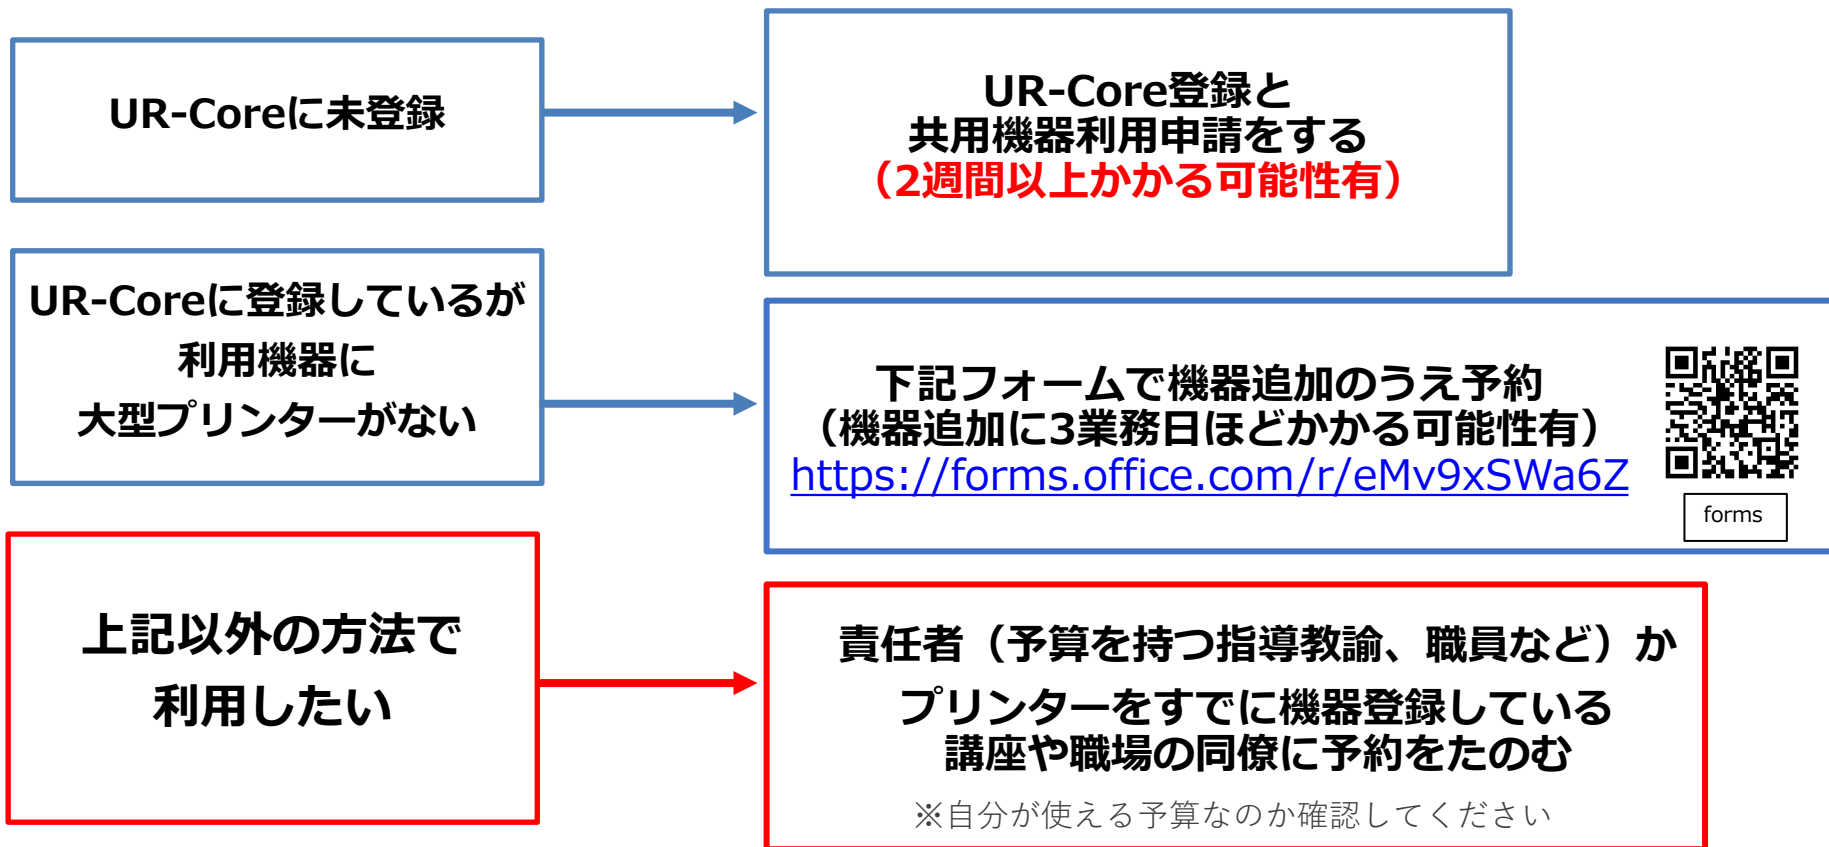 UR-Coreに未登録
UR-Core登録と
共用機器利用申請をする
（2週間以上かかる可能性有）
UR-Coreに登録しているが
利用機器に
大型プリンターがない
下記フォームで機器追加のうえ予約
（機器追加に3業務日ほどかかる可能性有）
https://forms.office.com/r/eMv9xSWa6Z
forms
上記以外の方法で
利用したい
責任者（予算を持つ指導教諭、職員など）か
プリンターをすでに機器登録している
講座や職場の同僚に予約をたのむ
※自分が使える予算なのか確認してください